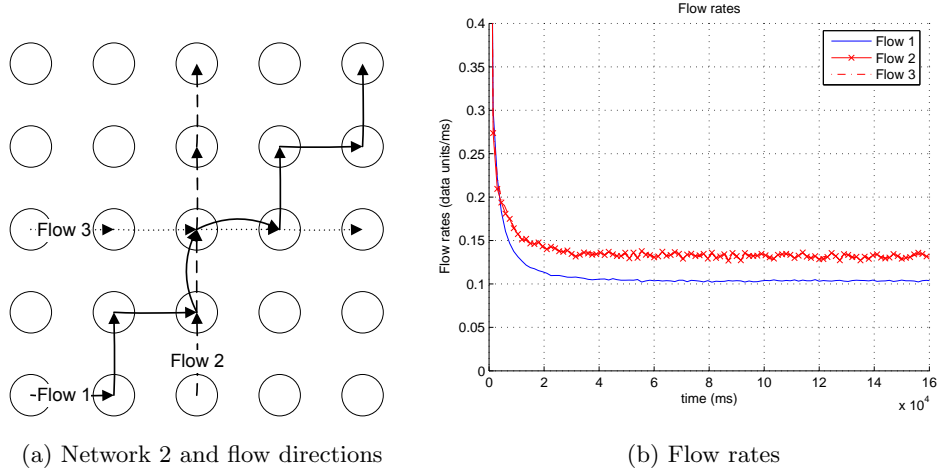 Flow 3
Flow 2
Flow 1
(a) Network 2 and flow directions
Flow rates
Flow rates (data units/ms)
0.4
0.35
0.3
0.25
0.2
0.15
0.1
0.05
0
0 2 4 6 8 10 12 14 16
x 10⁴
time (ms)
Flow 1
Flow 2
Flow 3
(b) Flow rates